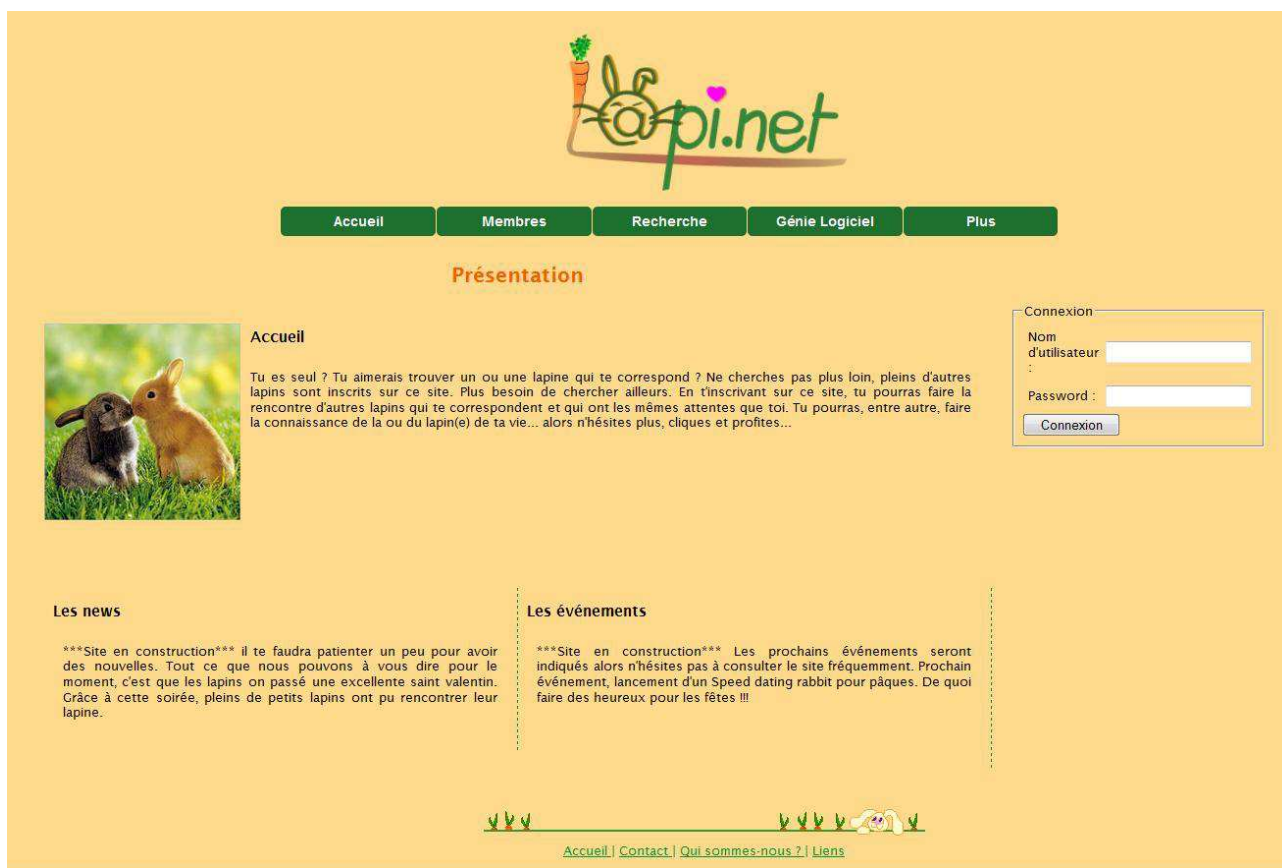 l@pi.net
Accueil Membres Recherche Génie Logiciel Plus
Présentation
Accueil
Tu es seul ? Tu aimerais trouver un ou une lapine qui te correspond ? Ne cherches pas plus loin, pleins d'autres
lapins sont inscrits sur ce site. Plus besoin de chercher ailleurs. En t'inscrivant sur ce site, tu pourras faire la
rencontre d'autres lapins qui te correspondent et qui ont les mêmes attentes que toi. Tu pourras, entre autre, faire
la connaissance de la ou du lapin(e) de ta vie... alors n'hésites plus, cliques et profites...
Connexion
Nom
d'utilisateur
:
Password :
Connexion
Les news
***Site en construction*** il te faudra patienter un peu pour avoir
des nouvelles. Tout ce que nous pouvons à vous dire pour le
moment, c'est que les lapins on passé une excellente saint valentin.
Grâce à cette soirée, pleins de petits lapins ont pu rencontrer leur
lapine.
Les événements
***Site en construction*** Les prochains événements seront
indiqués alors n'hésites pas à consulter le site fréquemment. Prochain
événement, lancement d'un Speed dating rabbit pour pâques. De quoi
faire des heureux pour les fêtes !!!
Accueil | Contact | Qui sommes-nous ? | Liens